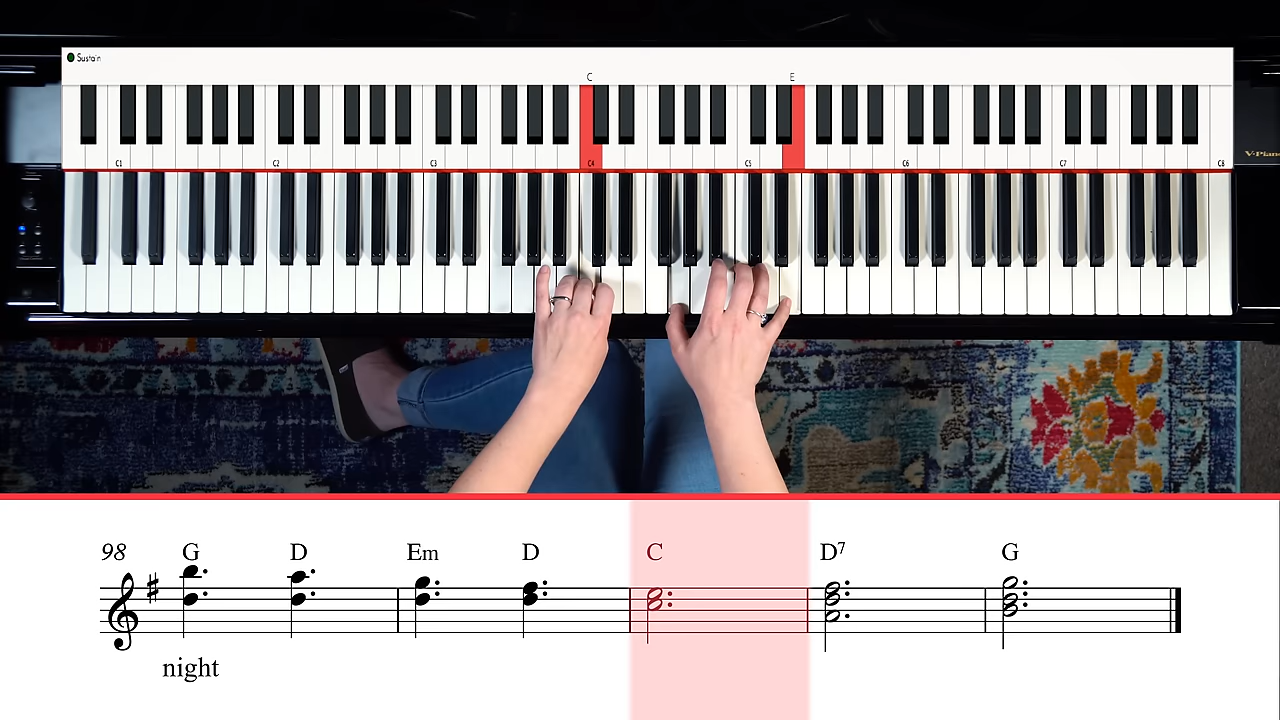 Sustain
C E
C1 C2 C3 C4 C5 C6 C7 C8
V-Piano
98 G D Em D C D7 G
night